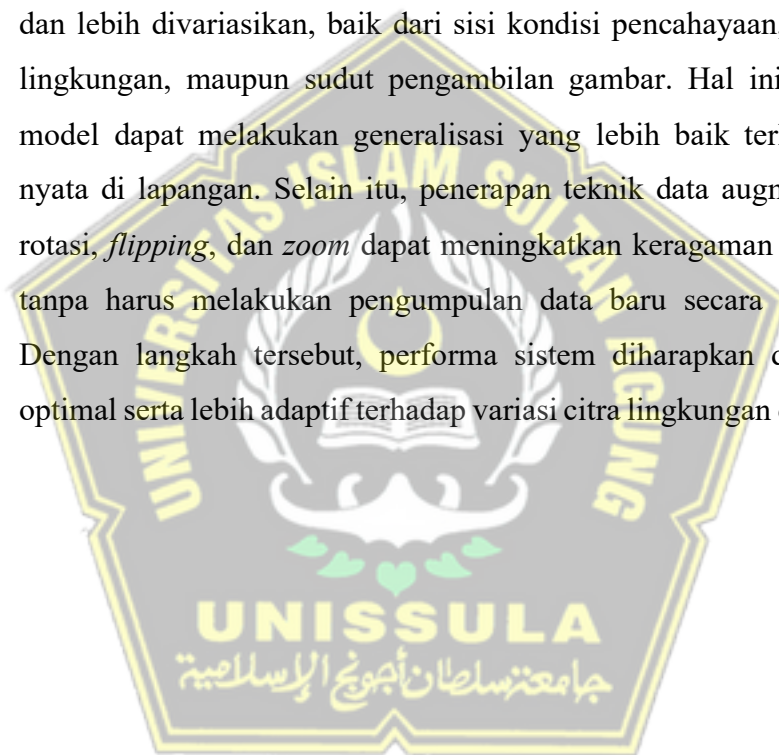 dan lebih divariasikan, baik dari sisi kondisi pencahayaan,
lingkungan, maupun sudut pengambilan gambar. Hal ini
model dapat melakukan generalisasi yang lebih baik
nyata di lapangan. Selain itu, penerapan teknik data
rotasi, flipping, dan zoom dapat meningkatkan keragaman
tanpa harus melakukan pengumpulan data baru secara
Dengan langkah tersebut, performa sistem diharapkan
optimal serta lebih adaptif terhadap variasi citra lingkungan
UNIVERSITAS ISLAM SULTAN AGUNG
UNISSULA
جامعة سلطان أجونج الإسلامية